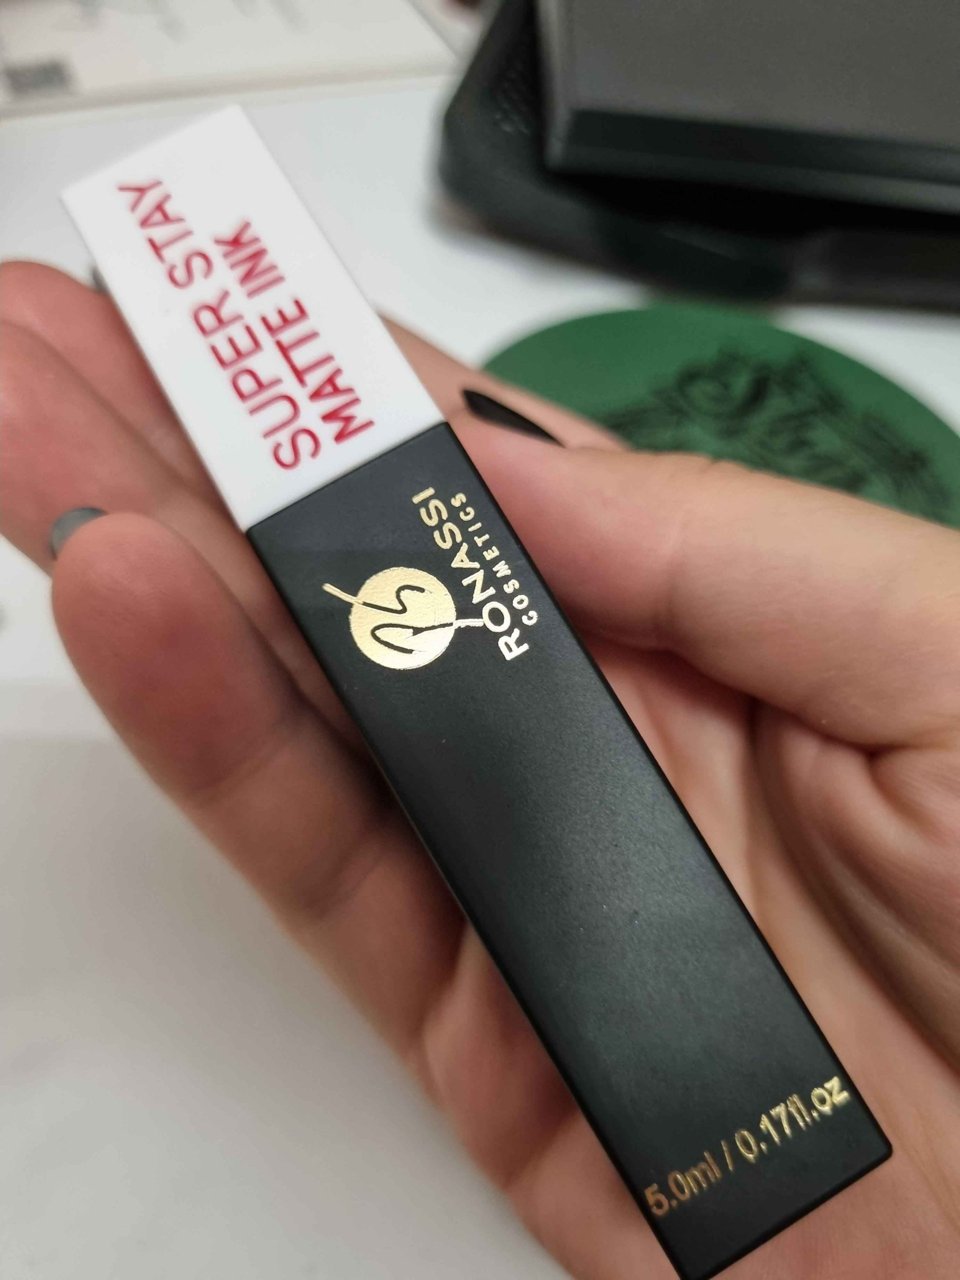 SUPER STAY
MATTE INK
RONASSI
COSMETICS
5.0ml / 0.17fl.oz